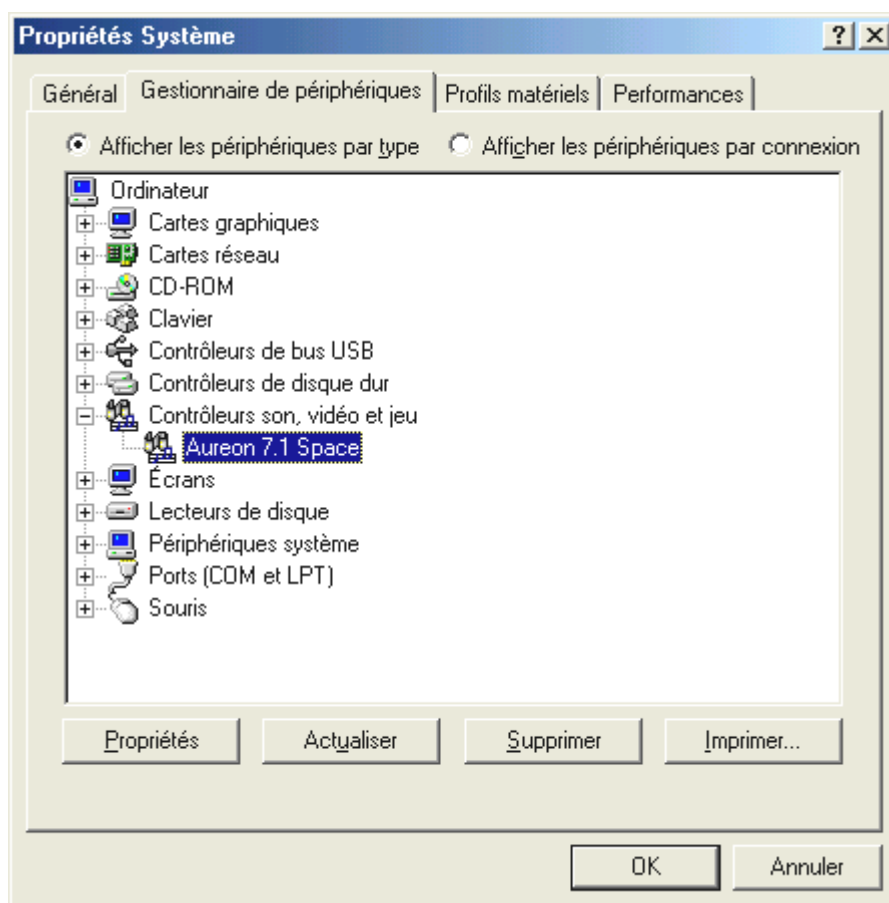 Propriétés Système
Général Gestionnaire de périphériques Profils matériels Performances
Afficher les périphériques par type Afficher les périphériques par connexion
Ordinateur
Cartes graphiques
Cartes réseau
CD-ROM
Clavier
Contrôleurs de bus USB
Contrôleurs de disque dur
Contrôleurs son, vidéo et jeu
Aureon 7.1 Space
Écrans
Lecteurs de disque
Périphériques système
Ports (COM et LPT)
Souris
Propriétés Actualiser Supprimer Imprimer...
OK Annuler